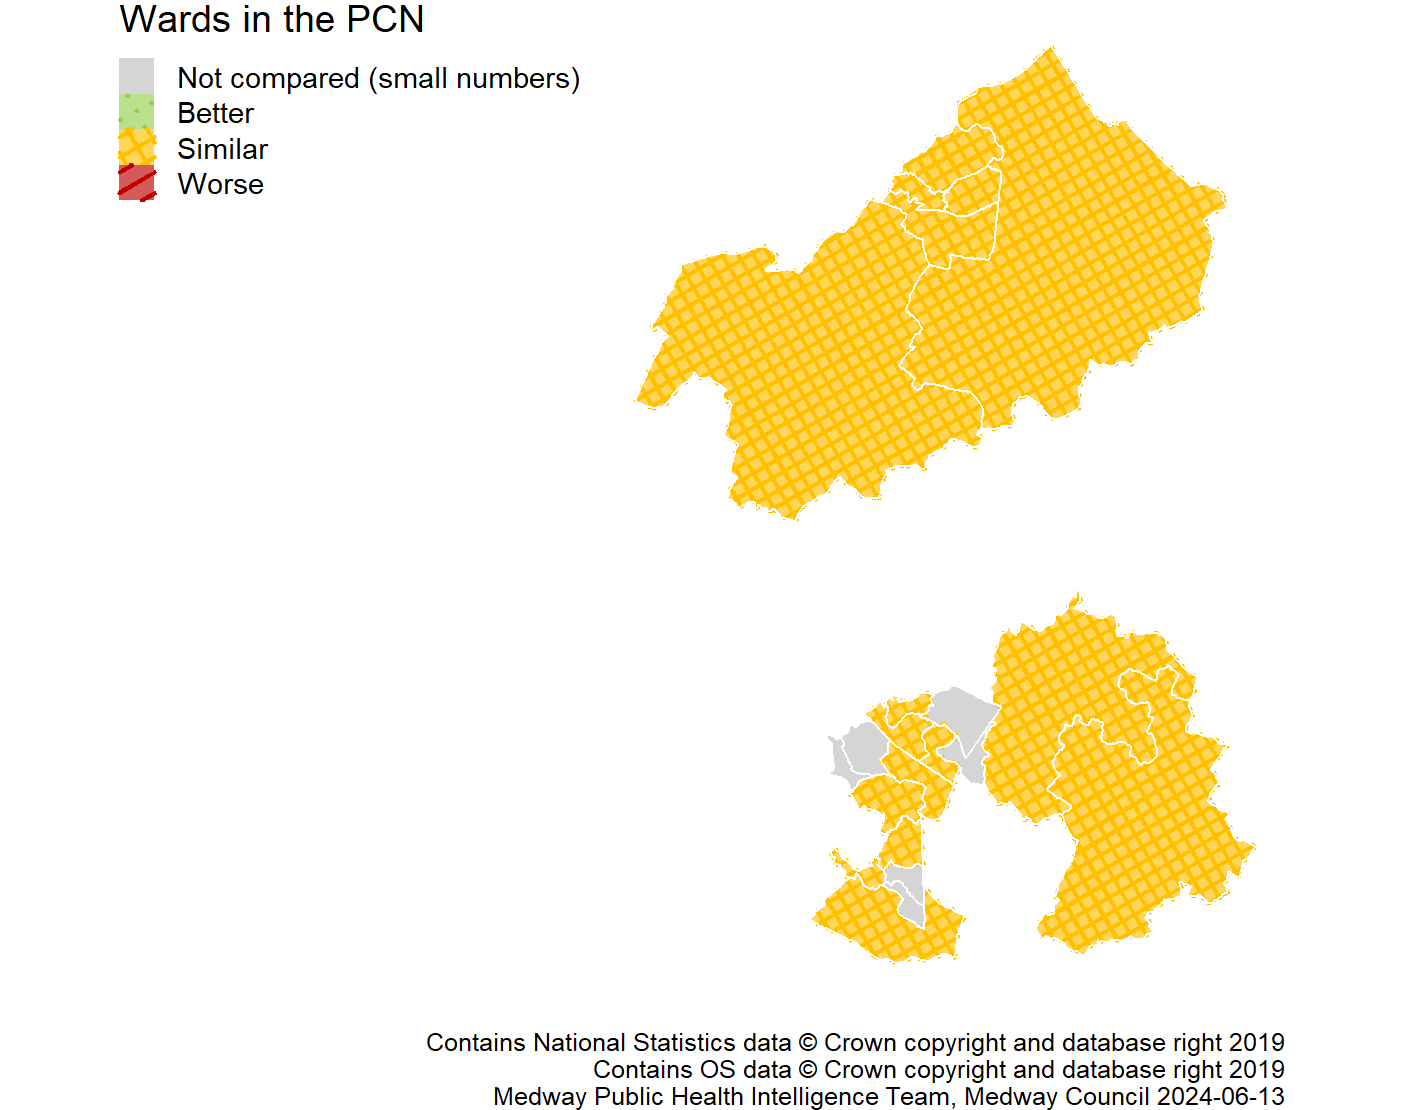 Wards in the PCN
Not compared (small numbers)
Better
Similar
Worse
Contains National Statistics data © Crown copyright and database right 2019
Contains OS data © Crown copyright and database right 2019
Medway Public Health Intelligence Team, Medway Council 2024-06-13